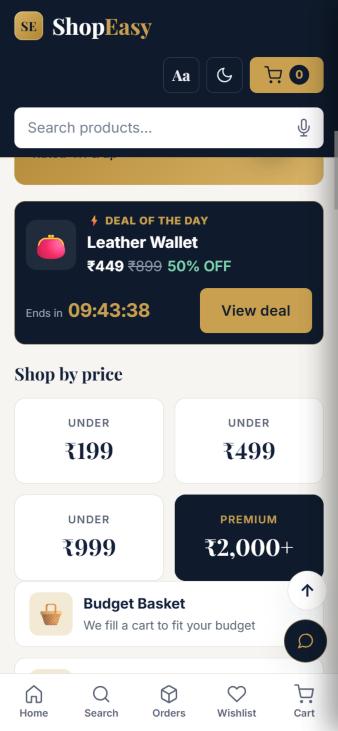 SE ShopEasy
Aa 0
Search products...
DEAL OF THE DAY
Leather Wallet
₹449 ₹899 50% OFF
Ends in 09:43:38
View deal
Shop by price
UNDER
₹199
UNDER
₹499
UNDER
₹999
PREMIUM
₹2,000+
Budget Basket
We fill a cart to fit your budget
Home Search Orders Wishlist Cart